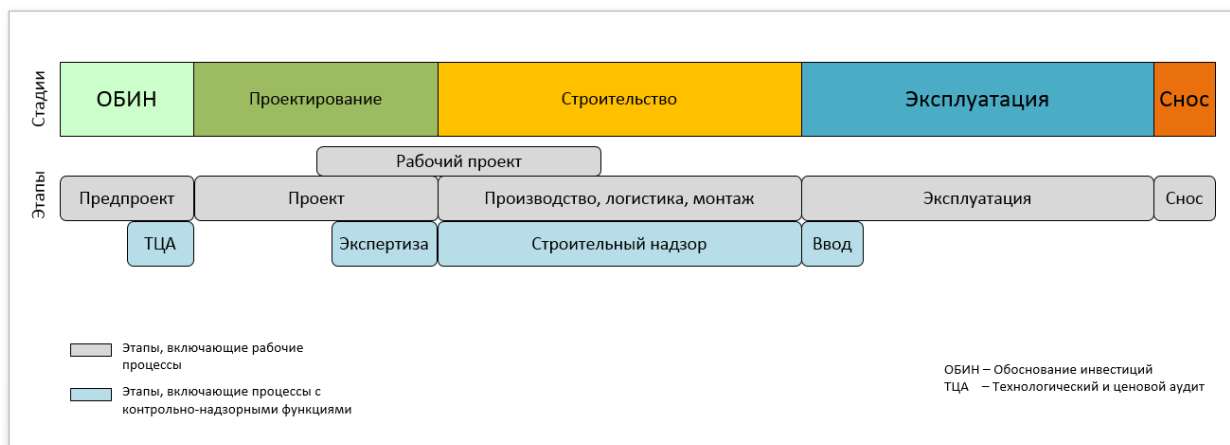 Стадии
ОБИН
Проектирование
Строительство
Эксплуатация
Снос
Этапы
Рабочий проект
Предпроект
Проект
Производство, логистика, монтаж
Эксплуатация
Снос
ТЦА
Экспертиза
Строительный надзор
Ввод
Этапы, включающие рабочие
процессы
Этапы, включающие процессы с
контрольно-надзорными функциями
ОБИН – Обоснование инвестиций
ТЦА – Технологический и ценовой аудит